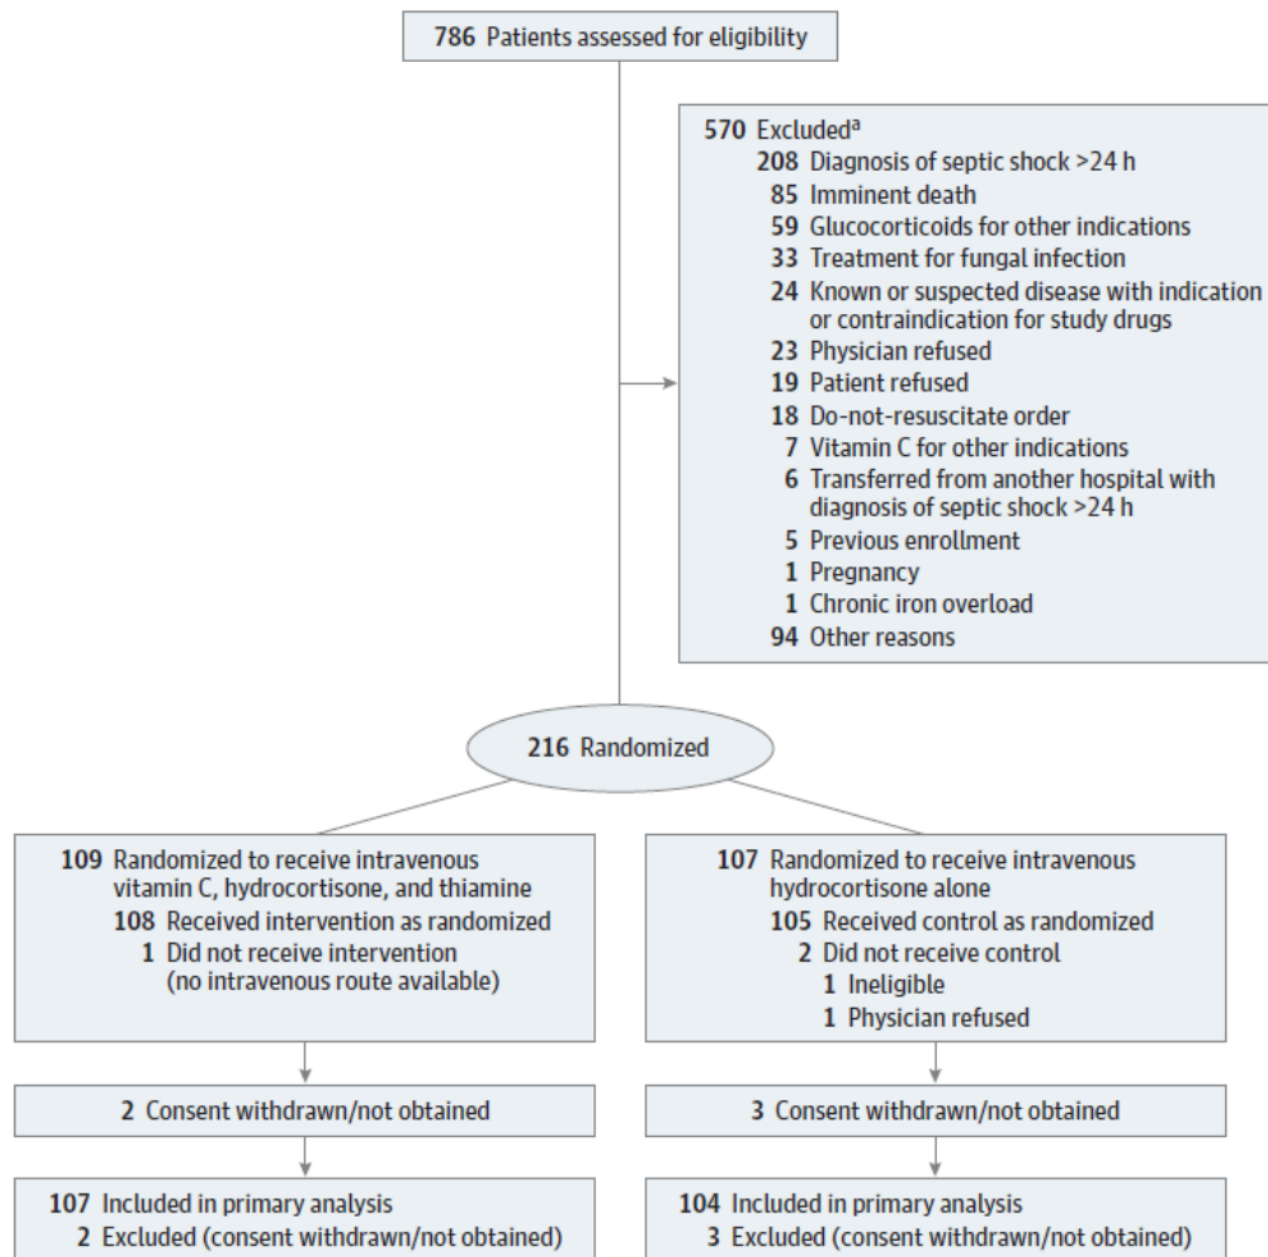 786 Patients assessed for eligibility
570 Excludedᵃ
208 Diagnosis of septic shock >24 h
85 Imminent death
59 Glucocorticoids for other indications
33 Treatment for fungal infection
24 Known or suspected disease with indication
or contraindication for study drugs
23 Physician refused
19 Patient refused
18 Do-not-resuscitate order
7 Vitamin C for other indications
6 Transferred from another hospital with
diagnosis of septic shock >24 h
5 Previous enrollment
1 Pregnancy
1 Chronic iron overload
94 Other reasons
216 Randomized
109 Randomized to receive intravenous
vitamin C, hydrocortisone, and thiamine
108 Received intervention as randomized
1 Did not receive intervention
(no intravenous route available)
107 Randomized to receive intravenous
hydrocortisone alone
105 Received control as randomized
2 Did not receive control
1 Ineligible
1 Physician refused
2 Consent withdrawn/not obtained
3 Consent withdrawn/not obtained
107 Included in primary analysis
2 Excluded (consent withdrawn/not obtained)
104 Included in primary analysis
3 Excluded (consent withdrawn/not obtained)